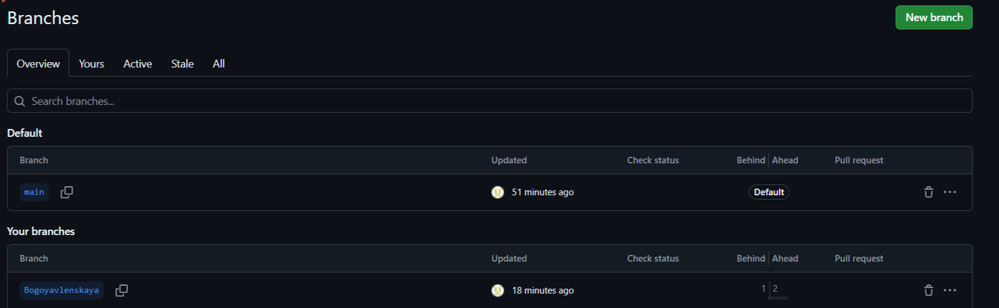 Branches
New branch
Overview Yours Active Stale All
Search branches...
Default
Branch Updated Check status Behind Ahead Pull request
main 51 minutes ago Default
Your branches
Branch Updated Check status Behind Ahead Pull request
Bogoyavlenskaya 18 minutes ago 1 2